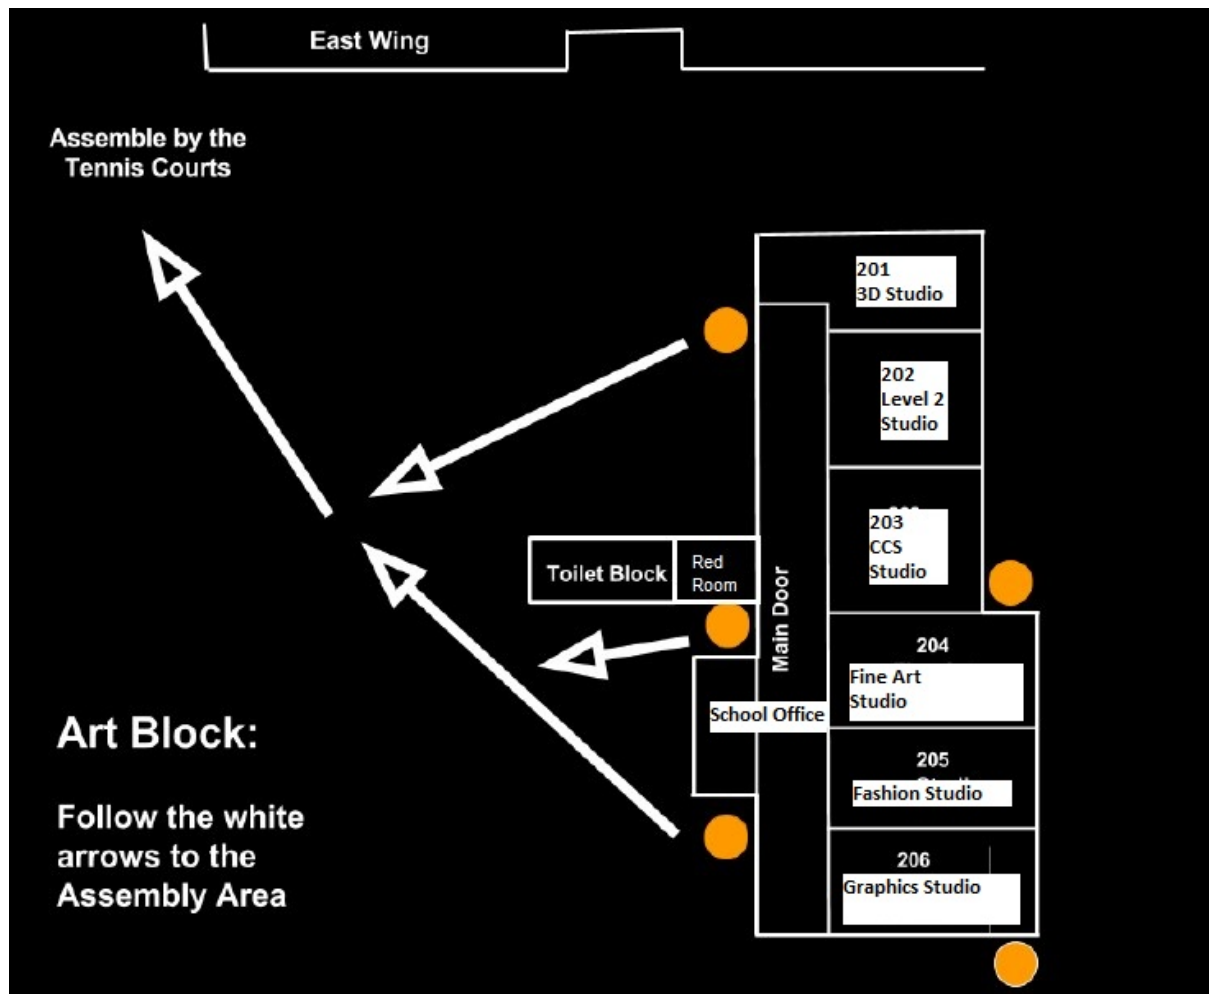 East Wing
Assemble by the
Tennis Courts
201
3D Studio
202
Level 2
Studio
203
CCS
Studio
Toilet Block
Red
Room
Main Door
204
Fine Art
Studio
School Office
Art Block:
205
Fashion Studio
Follow the white
arrows to the
Assembly Area
206
Graphics Studio